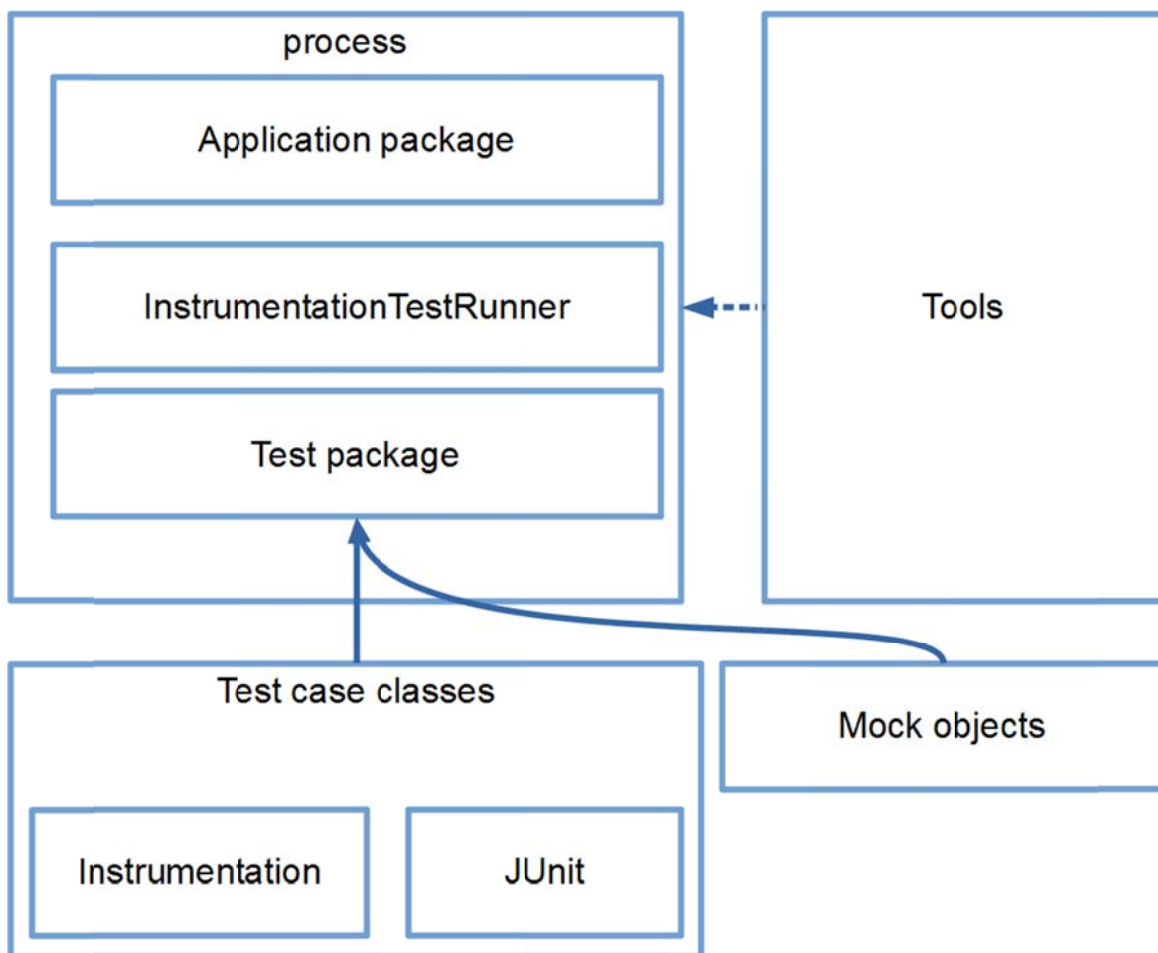 process
Application package
InstrumentationTestRunner
Tools
Test package
Test case classes
Mock objects
Instrumentation
JUnit